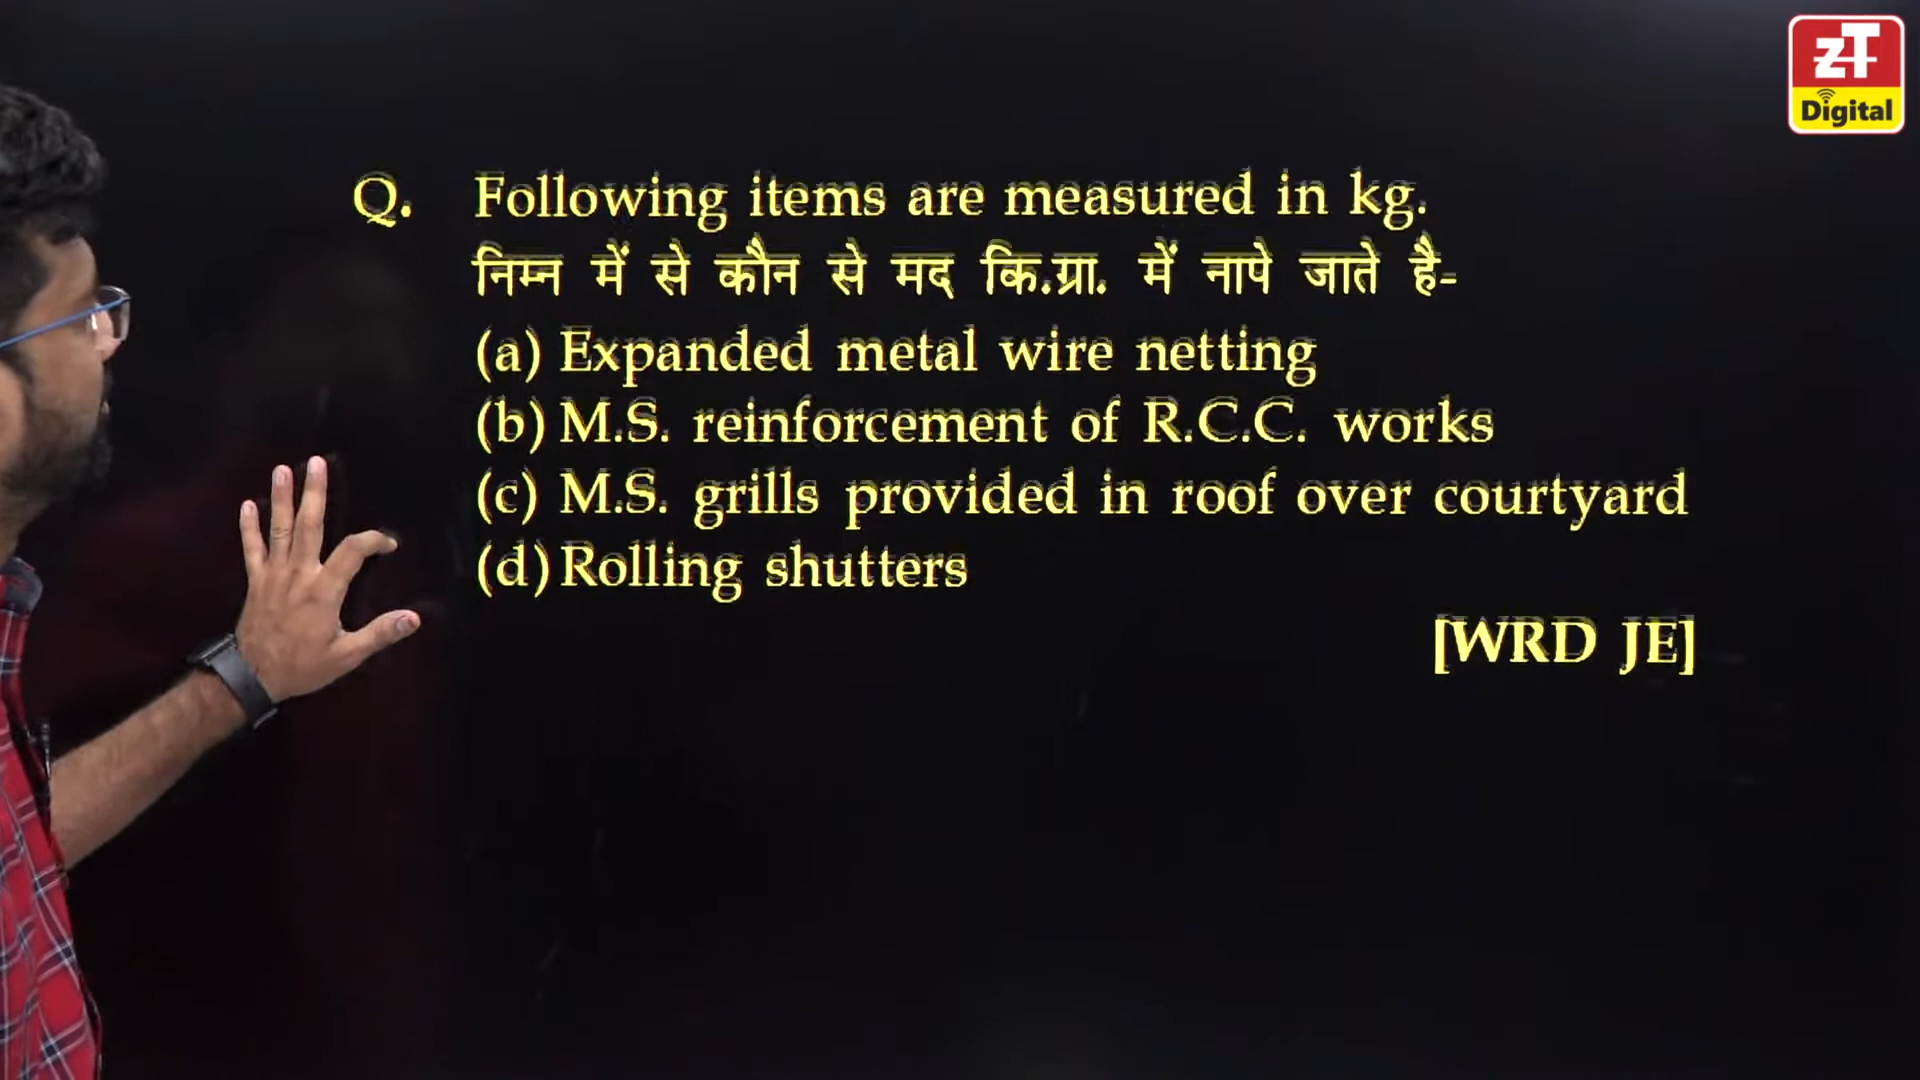 ZT
Digital
Q. Following items are measured in kg.
निम्न में से कौन से मद कि.ग्रा. में नापे जाते है-
(a) Expanded metal wire netting
(b) M.S. reinforcement of R.C.C. works
(c) M.S. grills provided in roof over courtyard
(d) Rolling shutters
[WRD JE]